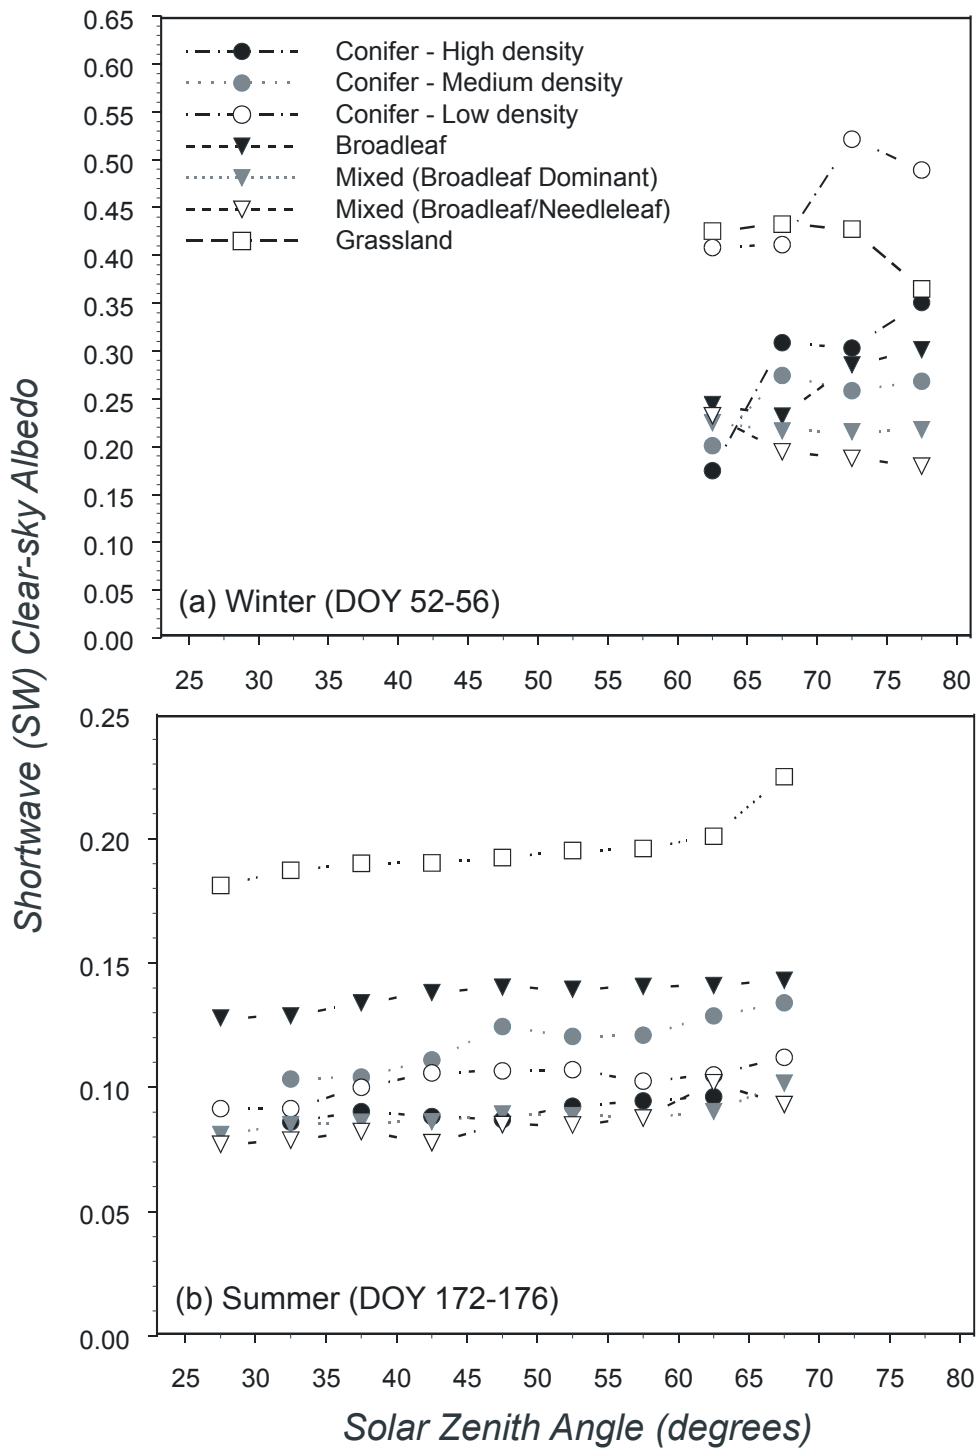 0.65
0.60
0.55
0.50
0.45
0.40
0.35
0.30
0.25
0.20
0.15
0.10
0.05
0.00
Conifer - High density
Conifer - Medium density
Conifer - Low density
Broadleaf
Mixed (Broadleaf Dominant)
Mixed (Broadleaf/Needleleaf)
Grassland
(a) Winter (DOY 52-56)
25 30 35 40 45 50 55 60 65 70 75 80
Shortwave (SW) Clear-sky Albedo
0.25
0.20
0.15
0.10
0.05
0.00
(b) Summer (DOY 172-176)
25 30 35 40 45 50 55 60 65 70 75 80
Solar Zenith Angle (degrees)